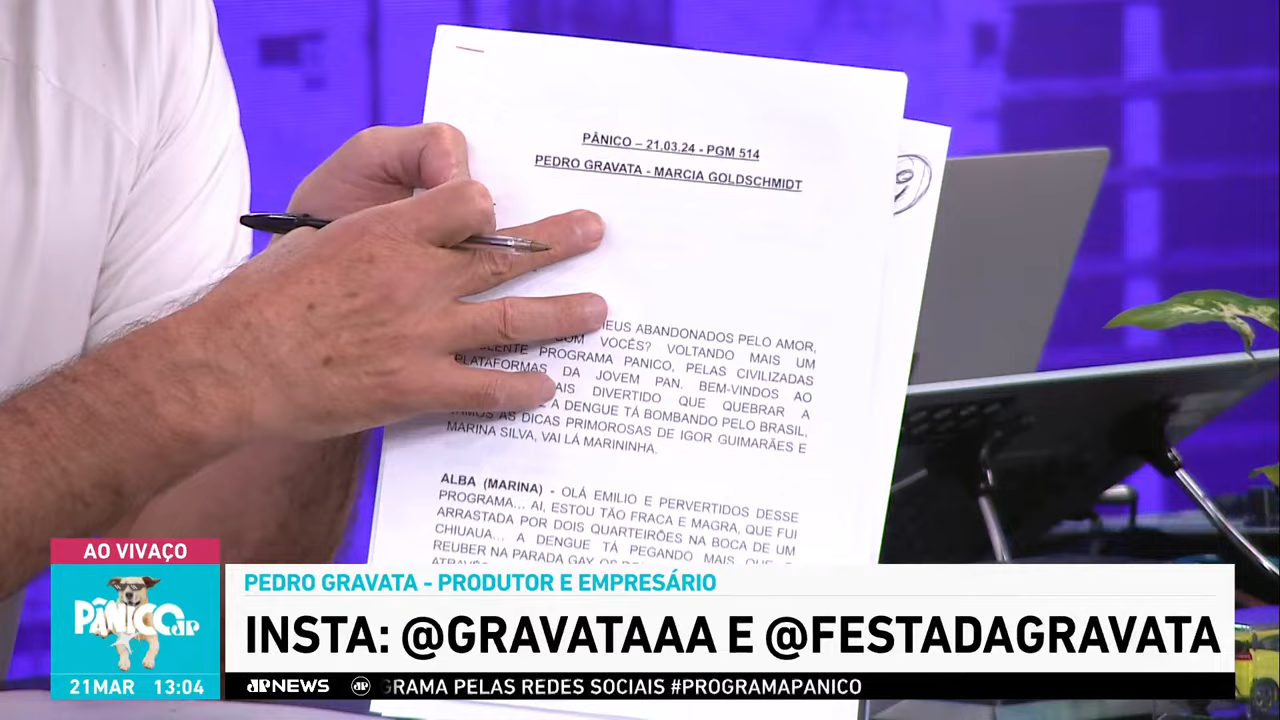 PÂNICO – 21.03.24 - PGM 514
PEDRO GRAVATA - MARCIA GOLDSCHMIDT
MEUS ABANDONADOS PELO AMOR,
COM VOCÊS? VOLTANDO MAIS UM
PROGRAMA PANICO, PELAS CIVILIZADAS
PLATAFORMAS DA JOVEM PAN. BEM-VINDOS AO
MAIS DIVERTIDO QUE QUEBRAR A
A DENGUE TÁ BOMBANDO PELO BRASIL,
VAMOS AS DICAS PRIMOROSAS DE IGOR GUIMARÃES E
MARINA SILVA, VAI LÁ MARININHA.
ALBA (MARINA) - OLÁ EMILIO E PERVERTIDOS DESSE
PROGRAMA... AI, ESTOU TÃO FRACA E MAGRA, QUE FUI
ARRASTADA POR DOIS QUARTEIRÕES NA BOCA DE UM
CHIUAUA... A DENGUE TÁ PEGANDO MAIS QUE O
REUBER NA PARADA GAY
AO VIVAÇO
PÂNICO JP
21MAR 13:04
PEDRO GRAVATA - PRODUTOR E EMPRESÁRIO
INSTA: @GRAVATAAA E @FESTADAGRAVATA
JP NEWS JP GRAMA PELAS REDES SOCIAIS #PROGRAMAPANICO